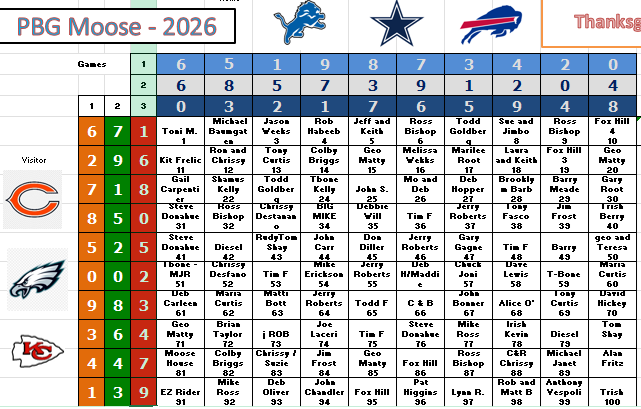 PBG Moose - 2026
Thanksg
Games 1 6 5 1 9 8 3 4 2 0
2 6 8 5 7 3 9 1 2 0 4
1 2 3 0 3 2 1 7 6 5 9 4 8
6 7 1 Toni M. 1 Michael Baumgaten Jason Weeks 3 Rob Habeeb 4 Jeff and Keith 5 Ross Bishop 6 Todd Goldberg Sue and Jimbo 8 Ross Bishop 9 Fox Hill 4 10
Visitor
2 9 6 Kit Frelic 11 Ron and Chrissy 12 Tony Curtis 13 Colby Briggs 14 Geo Matty 15 Melissa Wekks 16 Marilee Root 17 Laura and Keith 18 Fox Hill 3 19 Geo Matty 20
7 1 8 Gail Carpentier Shamus Kelly 22 Todd Goldberg Tbone Kelly 24 John S. 25 Mo and Deb 26 Deb Hopper 27 Brooklyn Barb 28 Barry Meade 29 Gary Root 30
8 5 0 Steve Donahue 31 Ross Bishop 32 Chrissy Destanano BIG MIKE 34 Debbie Will 35 Tim F 36 Jerry Roberts 37 Tony Fasco 38 Jim Frost 39 Trish Berry 40
5 2 5 Steve Donahue 41 Diesel 42 RudyTom Shay 43 John Carr 44 Don Diller 45 Jerry Roberts 46 Gary Gagne 47 Tim F 48 Barry 49 geo and Teresa 50
0 0 2 Tbone - MJR 51 Chrissy Desfano 52 Tim F 53 Mike Erickson 54 Jerry Roberts 55 Deb H/Maddie Chuck Joni 57 Dave Lewis 58 T-Bone 59 Maria Curtis 60
9 8 3 Deb Carleen 61 Maria Curtis 62 Matti Bott 63 Jerry Roberts 64 Todd F 65 C & B 66 John Bonner 67 Alice O' 68 Tony Curtis 69 David Hickey 70
3 6 4 Geo Matty 71 Brian Taylor 72 j ROB 73 Joe Laceri 74 Tim F 75 Steve Donahue 76 Mike Ross 77 Irish Kevin 78 Diesel 79 Tom Shay
4 4 7 Moose House 81 Colby Briggs 82 Chrissy / Suzie 83 Jim Frost 84 Geo Manty 85 Fox Hill 86 Ross Bishop 87 C&R Chrissy 88 Michael Janet 89 Alan Fritz
1 3 9 EZ Rider 91 Mike Ross 92 Deb Oliver 93 John Chandler 94 Fox Hill 95 Pat Higgins 96 Lynn R. 97 Rob and Matt B 98 Anthony Vespoli 99 Trish 100